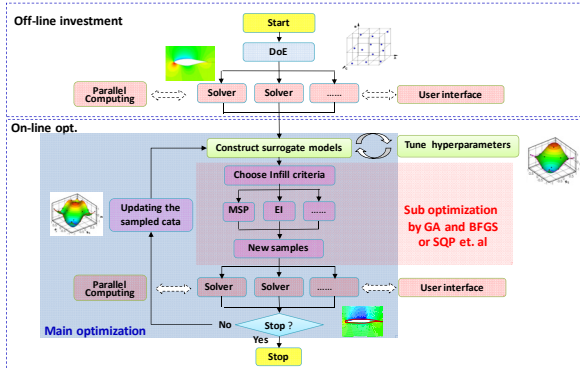 Off-line investment
Start
DoE
Parallel
Computing
Solver
Solver
......
User interface
On-line opt.
Construct surrogate models
Tune hyperparameters
Choose Infill criteria
Updating the
sampled cata
MSP
EI
......
Sub optimization
by GA and BFGS
or SQP et. al
New samples
Parallel
Computing
Solver
Solver
......
User interface
Main optimization
No
Stop ?
Yes
Stop